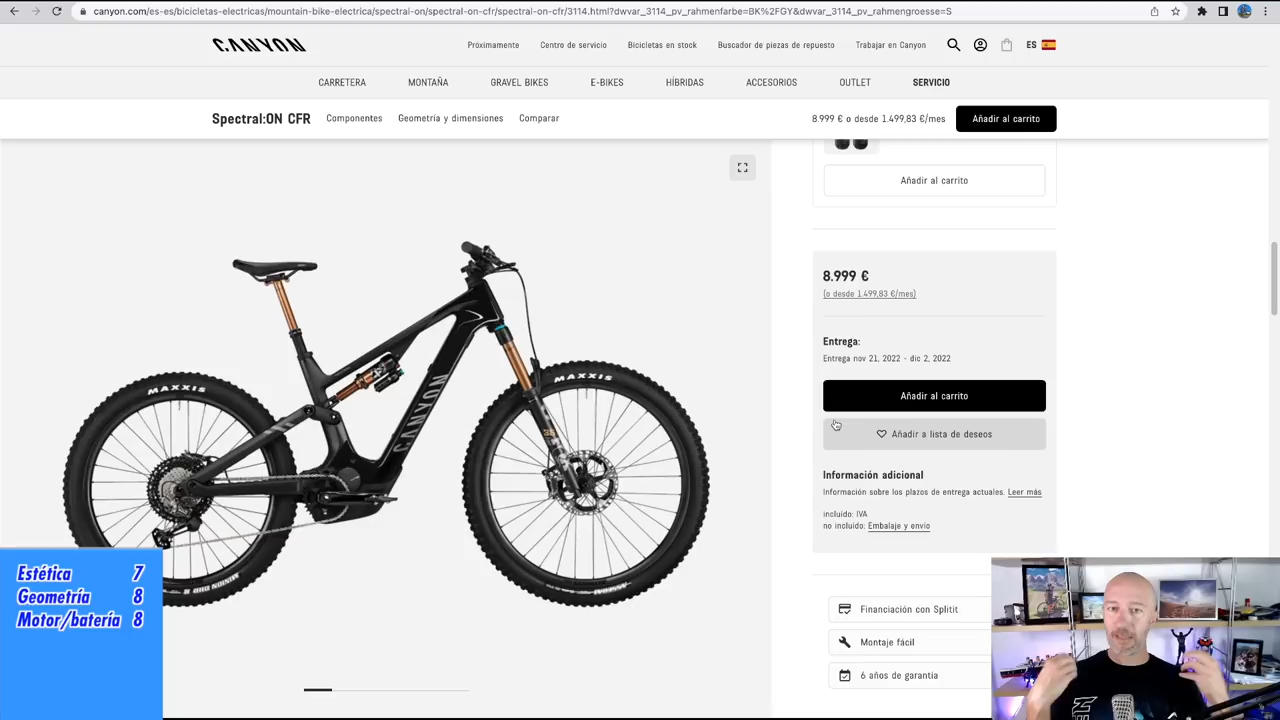 canyon.com/es-es/bicicletas-electricas/mountain-bike-electrica/spectral-on/spectral-on-cfr/spectral-on-cfr/3114.html?dwvar_3114_pv_rahmenfarbe=BK%2FGY&dwvar_3114_pv_rahmengroesse=S
CANYON
Próximamente
Centro de servicio
Bicicletas en stock
Buscador de piezas de repuesto
Trabajar en Canyon
ES
CARRETERA
MONTAÑA
GRAVEL BIKES
E-BIKES
HÍBRIDAS
ACCESORIOS
OUTLET
SERVICIO
Spectral:ON CFR
Componentes
Geometría y dimensiones
Comparar
8.999 € o desde 1.499,83 €/mes
Añadir al carrito
Añadir al carrito
8.999 €
(o desde 1.499,83 €/mes)
Entrega:
Entrega nov 21, 2022 - dic 2, 2022
Añadir al carrito
Añadir a lista de deseos
Información adicional
Información sobre los plazos de entrega actuales. Leer más
incluido: IVA
no incluido: Embalaje y envío
Financiación con Splitit
Montaje fácil
6 años de garantía
MAXXIS
MAXXIS
CANYON
Estética 7
Geometría 8
Motor/batería 8